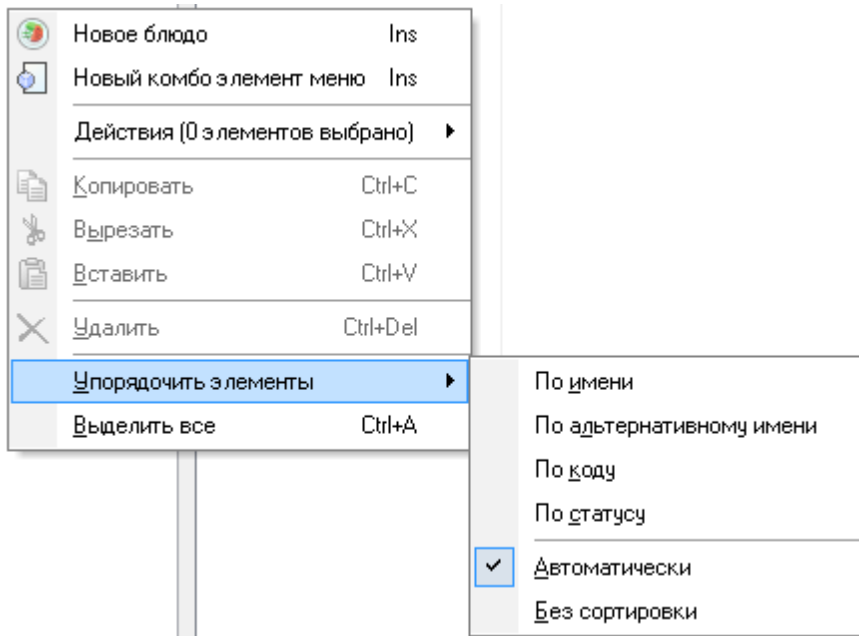 Новое блюдо Ins
Новый комбо элемент меню Ins
Действия (0 элементов выбрано)
Копировать Ctrl+C
Вырезать Ctrl+X
Вставить Ctrl+V
Удалить Ctrl+Del
Упорядочить элементы
Выделить все Ctrl+A
По имени
По альтернативному имени
По коду
По статусу
Автоматически
Без сортировки